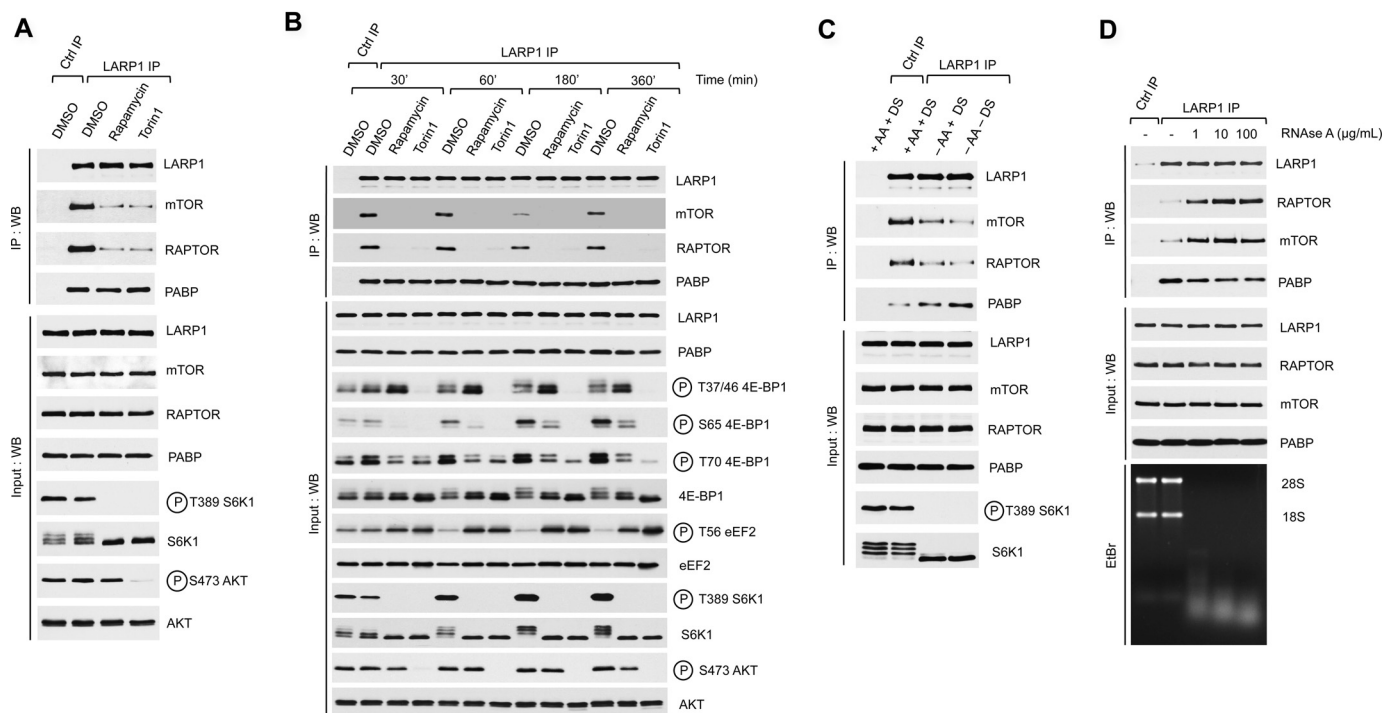 A
Ctrl IP
LARP1 IP
DMSO
DMSO
Rapamycin
Torin1
IP : WB
LARP1
mTOR
RAPTOR
PABP
Input : WB
LARP1
mTOR
RAPTOR
PABP
P T389 S6K1
S6K1
P S473 AKT
AKT
B
Ctrl IP
LARP1 IP
30' 60' 180' 360' Time (min)
DMSO
DMSO
Rapamycin
Torin1
DMSO
Rapamycin
Torin1
DMSO
Rapamycin
Torin1
DMSO
Rapamycin
Torin1
IP : WB
LARP1
mTOR
RAPTOR
PABP
Input : WB
LARP1
PABP
P T37/46 4E-BP1
P S65 4E-BP1
P T70 4E-BP1
4E-BP1
P T56 eEF2
eEF2
P T389 S6K1
S6K1
P S473 AKT
AKT
C
Ctrl IP
LARP1 IP
+ AA + DS
+ AA + DS
– AA + DS
– AA – DS
IP : WB
LARP1
mTOR
RAPTOR
PABP
Input : WB
LARP1
mTOR
RAPTOR
PABP
P T389 S6K1
S6K1
D
Ctrl IP
LARP1 IP
- - 1 10 100 RNAse A (µg/mL)
IP : WB
LARP1
RAPTOR
mTOR
PABP
Input : WB
LARP1
RAPTOR
mTOR
PABP
EtBr
28S
18S